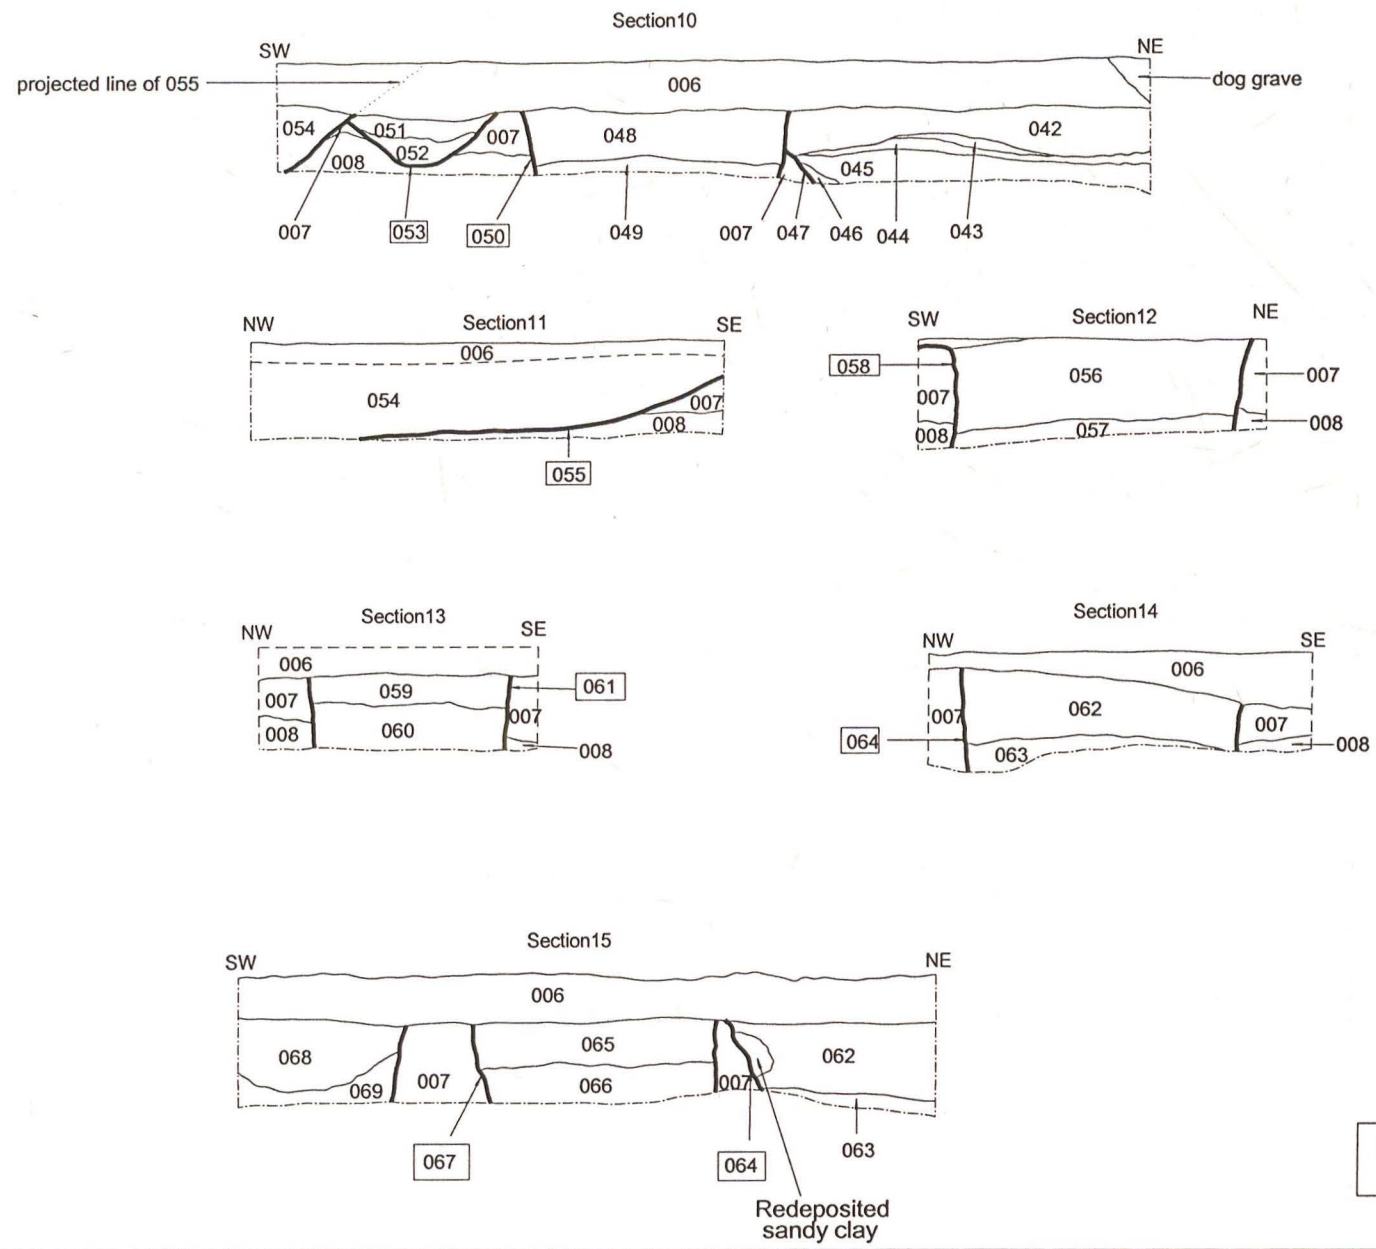 Section10
SW
NE
projected line of 055
006
dog grave
054
051
007
048
042
052
008
045
007
053
050
049
007
047
046
044
043
NW
Section11
SE
006
054
007
008
055
SW
Section12
NE
058
056
007
007
008
057
008
Section13
NW
SE
006
061
007
059
007
008
060
008
Section14
NW
SE
006
007
062
007
064
063
008
Section15
SW
NE
006
068
065
062
069
007
066
007
067
064
063
Redeposited
sandy clay